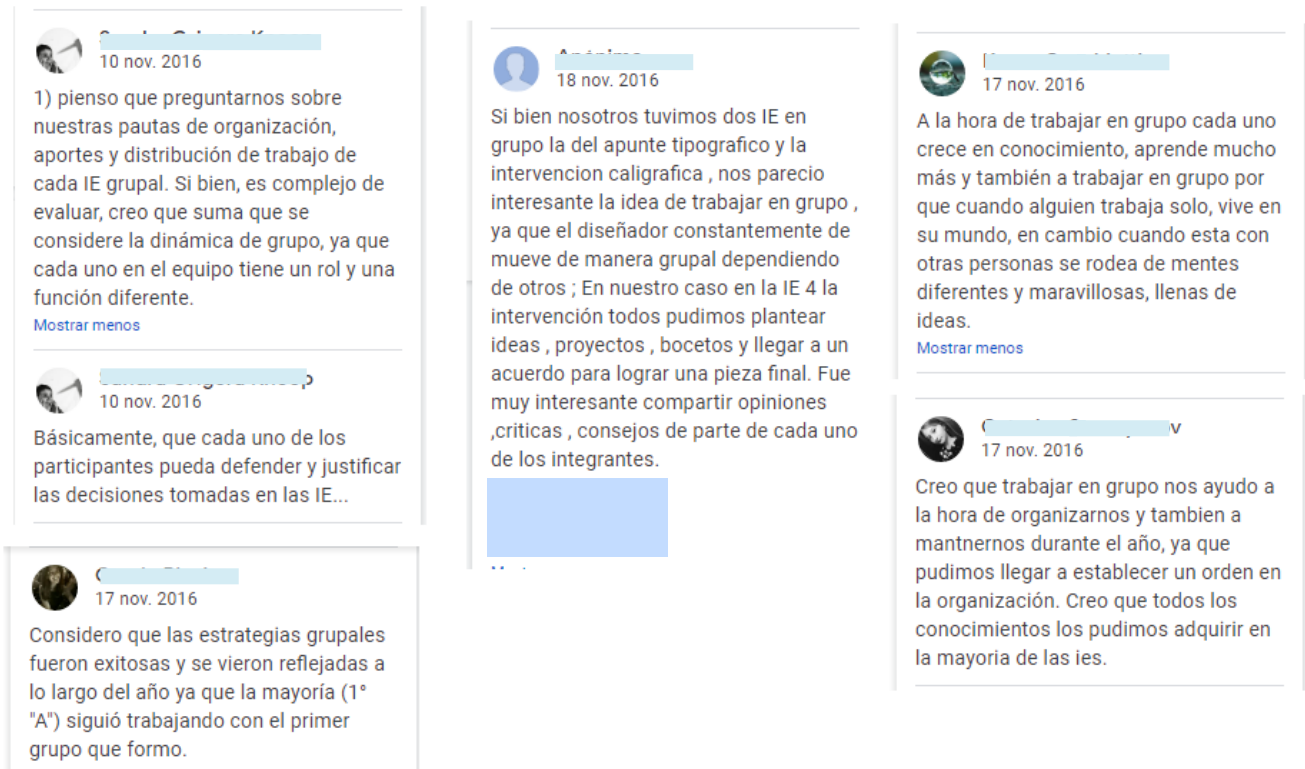 10 nov. 2016
1) pienso que preguntarnos sobre
nuestras pautas de organización,
aportes y distribución de trabajo de
cada IE grupal. Si bien, es complejo de
evaluar, creo que suma que se
considere la dinámica de grupo, ya que
cada uno en el equipo tiene un rol y una
función diferente.
Mostrar menos
10 nov. 2016
Básicamente, que cada uno de los
participantes pueda defender y justificar
las decisiones tomadas en las IE...
17 nov. 2016
Considero que las estrategias grupales
fueron exitosas y se vieron reflejadas a
lo largo del año ya que la mayoría (1°
"A") siguió trabajando con el primer
grupo que formo.
18 nov. 2016
Si bien nosotros tuvimos dos IE en
grupo la del apunte tipografico y la
intervencion caligrafica , nos parecio
interesante la idea de trabajar en grupo ,
ya que el diseñador constantemente de
mueve de manera grupal dependiendo
de otros ; En nuestro caso en la IE 4 la
intervención todos pudimos plantear
ideas , proyectos , bocetos y llegar a un
acuerdo para lograr una pieza final. Fue
muy interesante compartir opiniones
,criticas , consejos de parte de cada uno
de los integrantes.
17 nov. 2016
A la hora de trabajar en grupo cada uno
crece en conocimiento, aprende mucho
más y también a trabajar en grupo por
que cuando alguien trabaja solo, vive en
su mundo, en cambio cuando esta con
otras personas se rodea de mentes
diferentes y maravillosas, llenas de
ideas.
Mostrar menos
17 nov. 2016
Creo que trabajar en grupo nos ayudo a
la hora de organizarnos y tambien a
mantnernos durante el año, ya que
pudimos llegar a establecer un orden en
la organización. Creo que todos los
conocimientos los pudimos adquirir en
la mayoria de las ies.